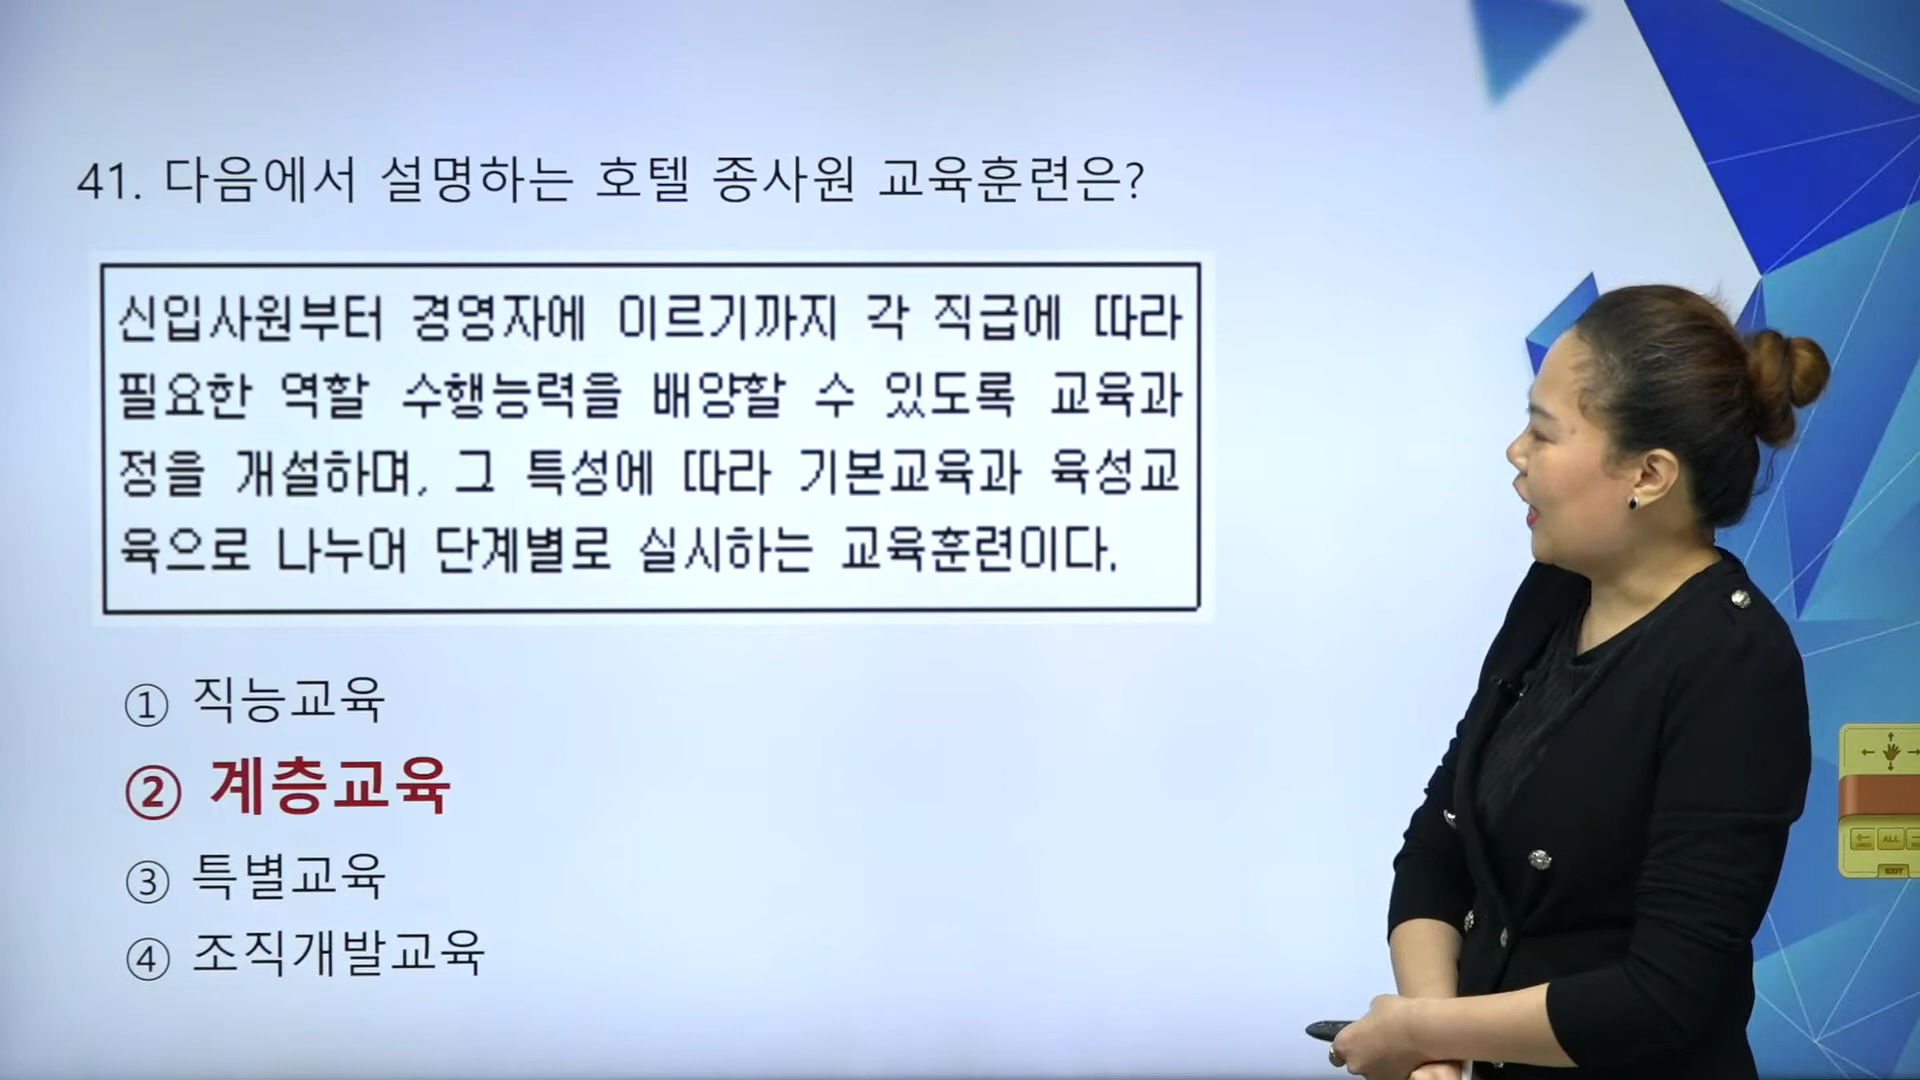 41. 다음에서 설명하는 호텔 종사원 교육훈련은?
신입사원부터 경영자에 이르기까지 각 직급에 따라
필요한 역할 수행능력을 배양할 수 있도록 교육과
정을 개설하며, 그 특성에 따라 기본교육과 육성교
육으로 나누어 단계별로 실시하는 교육훈련이다.
① 직능교육
② 계층교육
③ 특별교육
④ 조직개발교육
ALL
EXIT